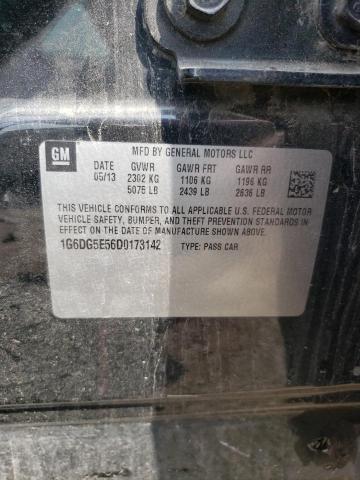 GM
MFD BY GENERAL MOTORS LLC
DATE GVWR GAWR FRT GAWR RR
05/13 2302 KG 1106 KG 1196 KG
5075 LB 2439 LB 2636 LB
THIS VEHICLE CONFORMS TO ALL APPLICABLE U.S. FEDERAL MOTOR
VEHICLE SAFETY, BUMPER, AND THEFT PREVENTION STANDARDS IN
EFFECT ON THE DATE OF MANUFACTURE SHOWN ABOVE.
1G6DG5E56D0173142 TYPE: PASS CAR